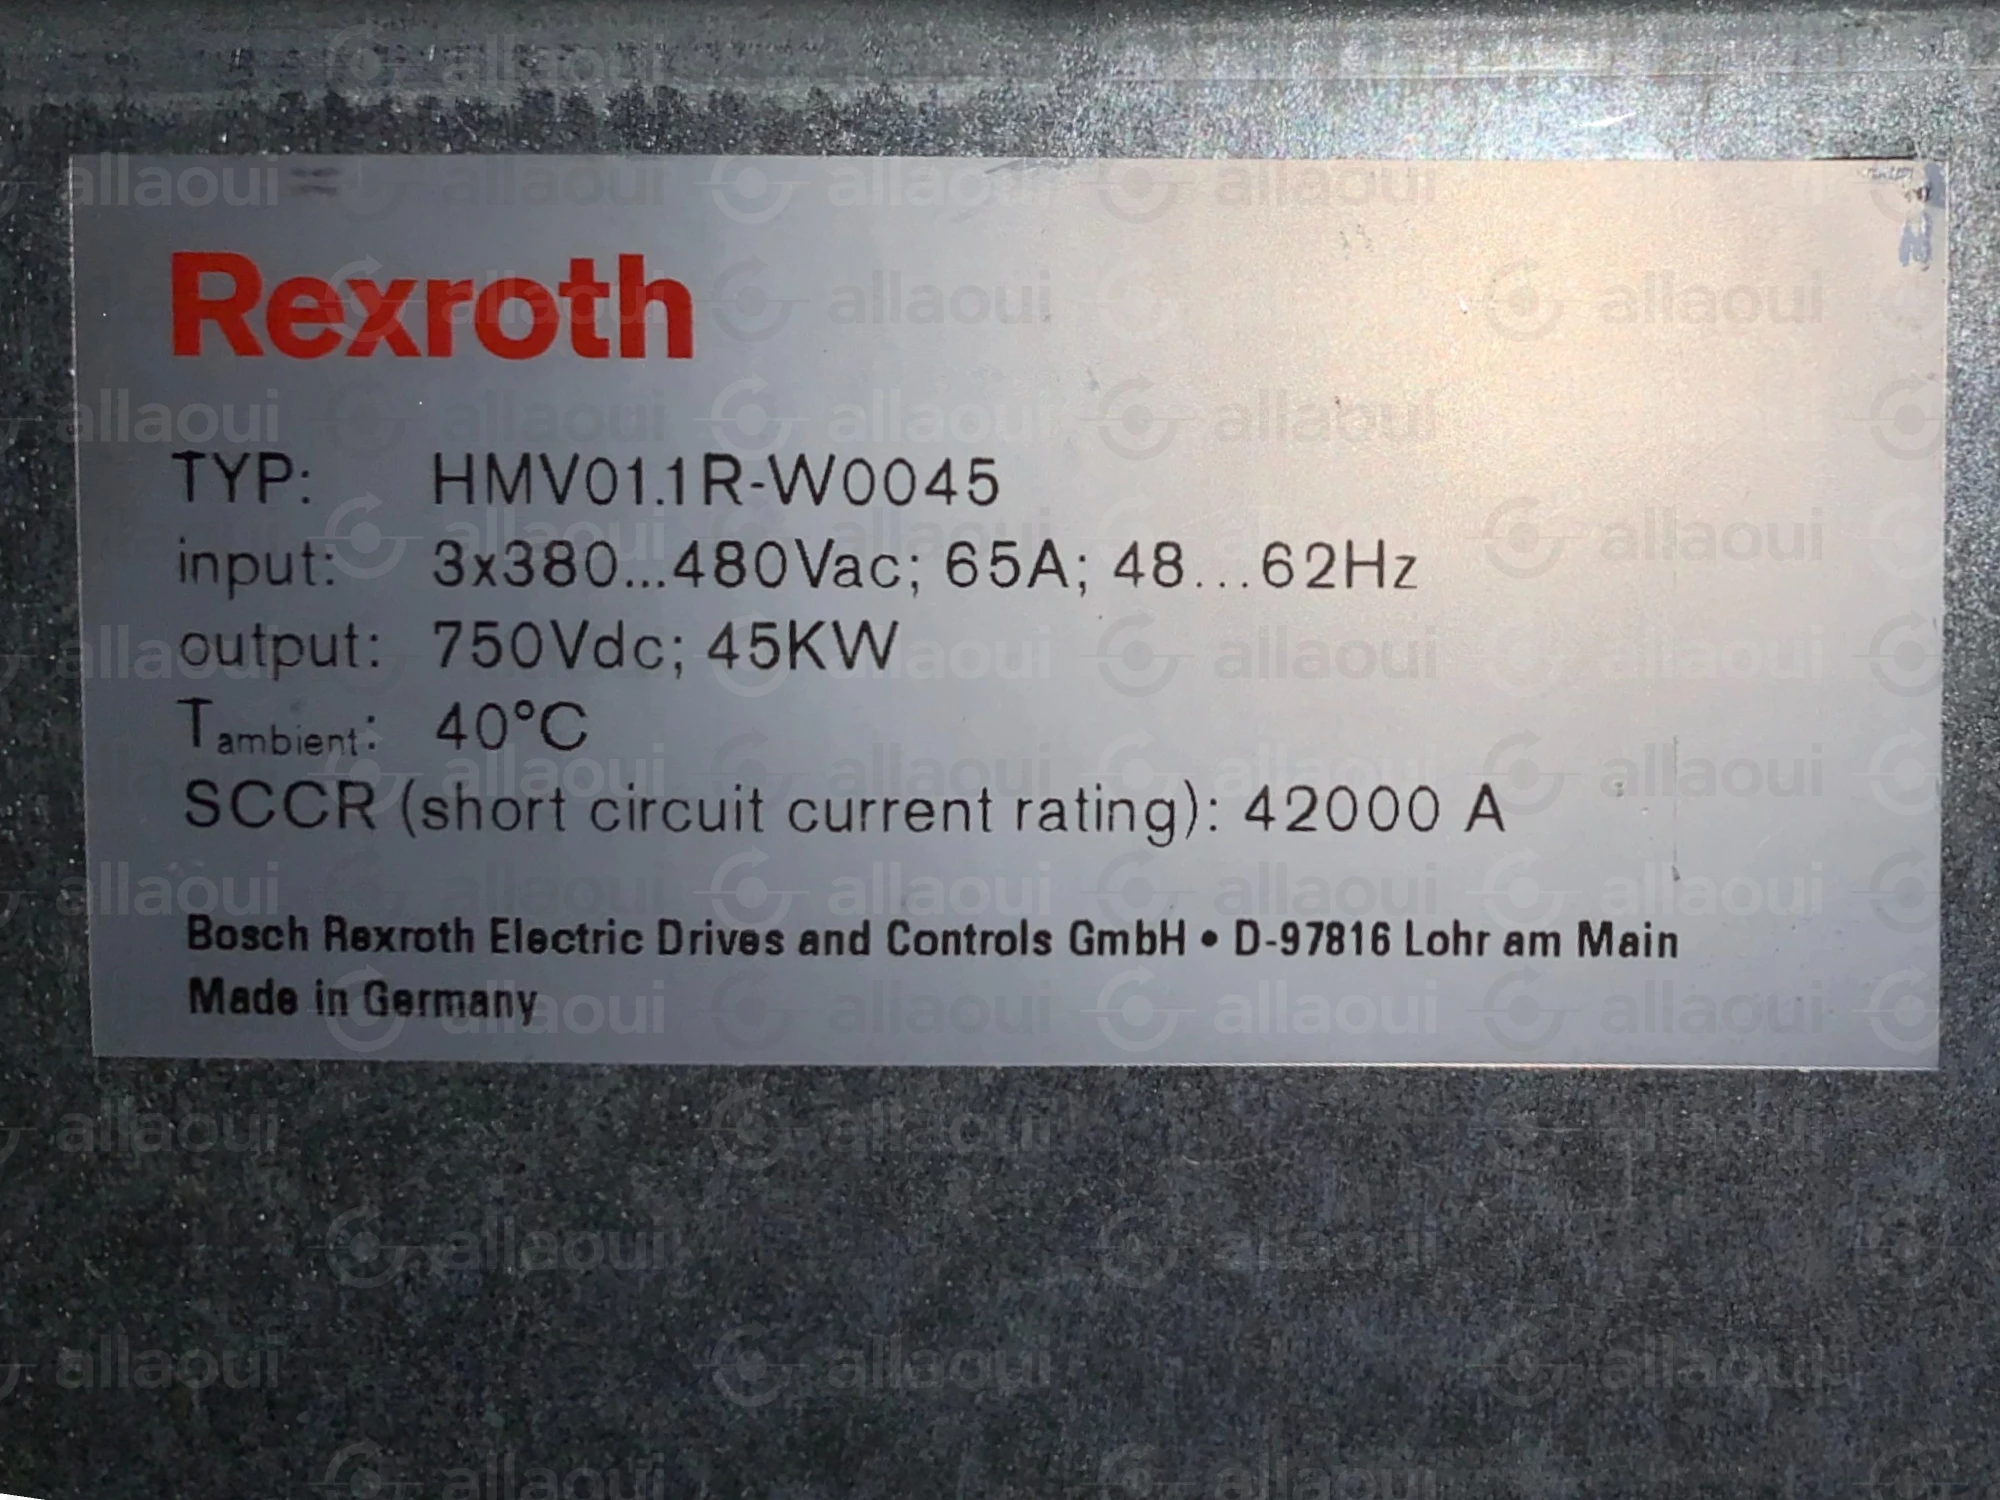 Rexroth
TYP: HMV01.1R-W0045
input: 3x380...480Vac; 65A; 48...62Hz
output: 750Vdc; 45KW
Tambient: 40°C
SCCR (short circuit current rating): 42000 A
Bosch Rexroth Electric Drives and Controls GmbH • D-97816 Lohr am Main
Made in Germany
allaoui